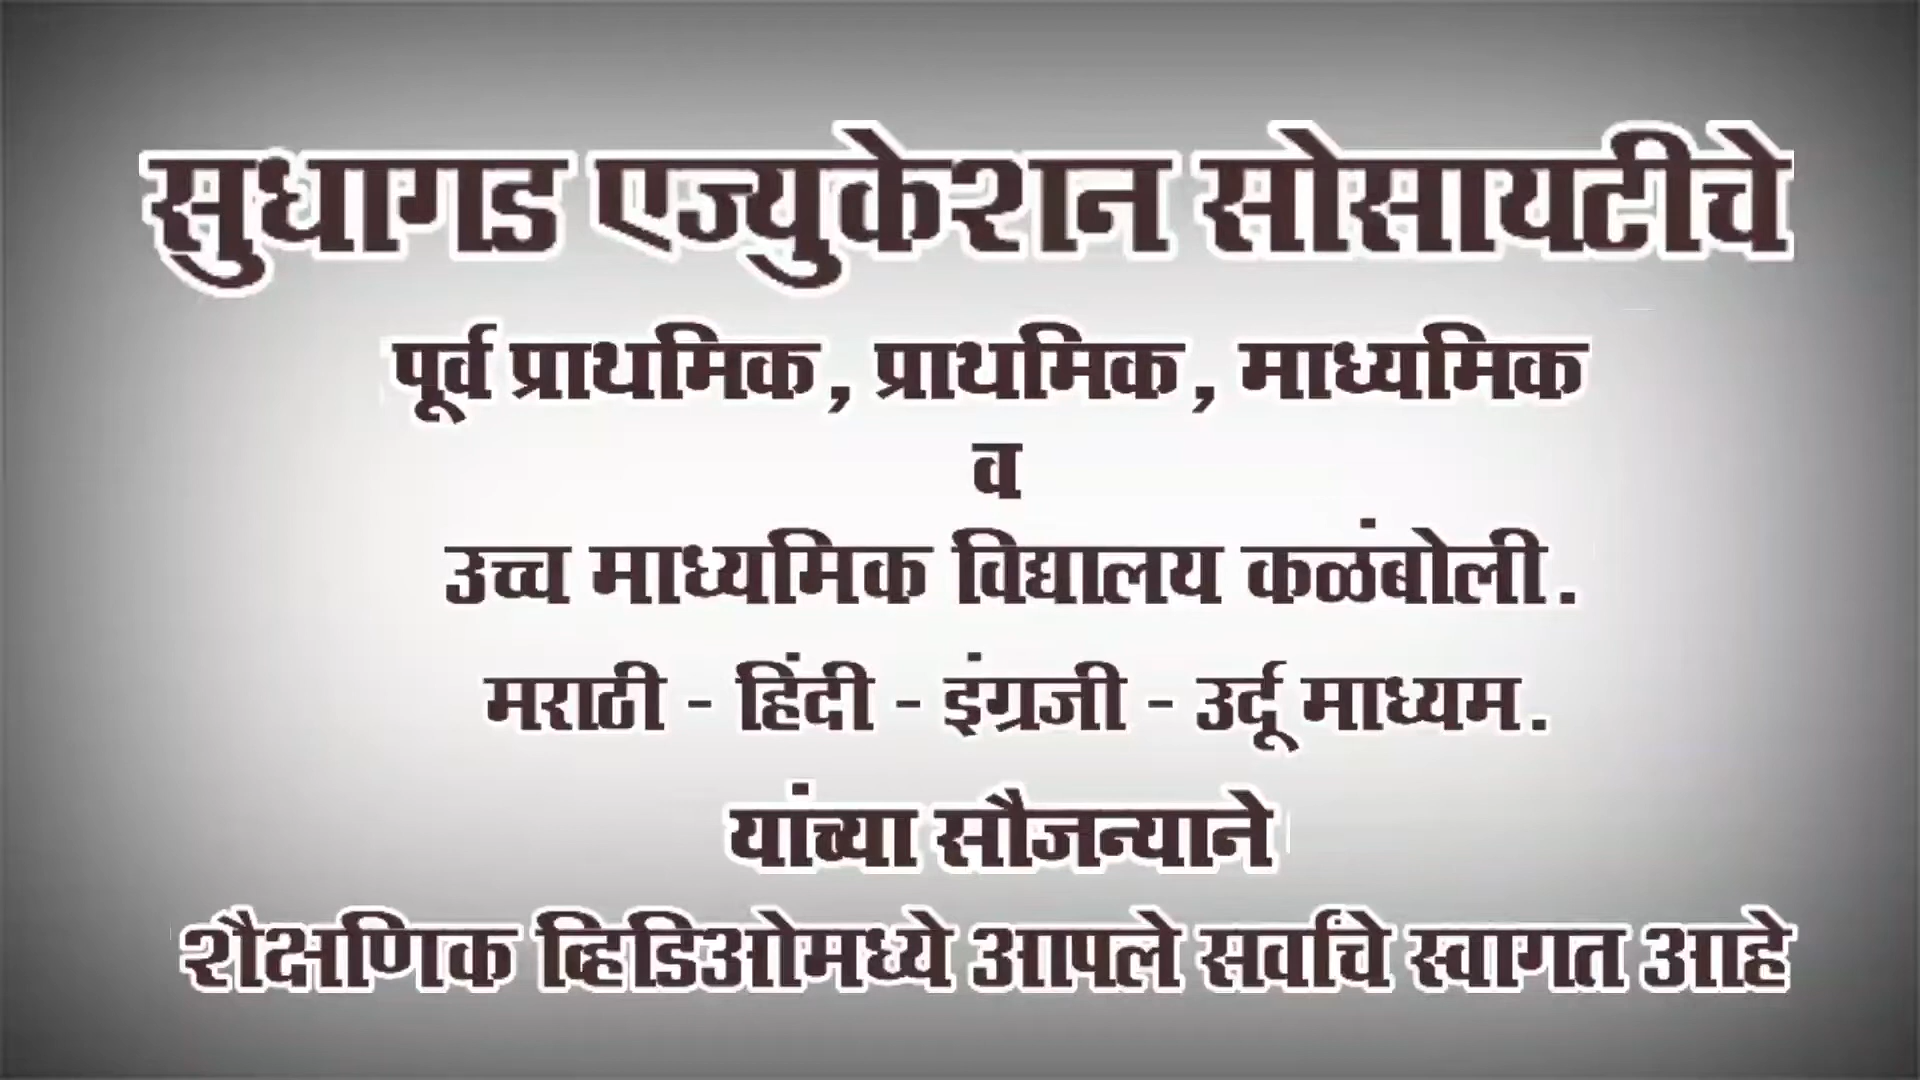 सुधागड एज्युकेशन सोसायटीचे
पूर्व प्राथमिक, प्राथमिक, माध्यमिक
व
उच्च माध्यमिक विद्यालय कळंबोली.
मराठी - हिंदी - इंग्रजी - उर्दू माध्यम.
यांच्या सौजन्याने
शैक्षणिक व्हिडिओमध्ये आपले सर्वांचे स्वागत आहे